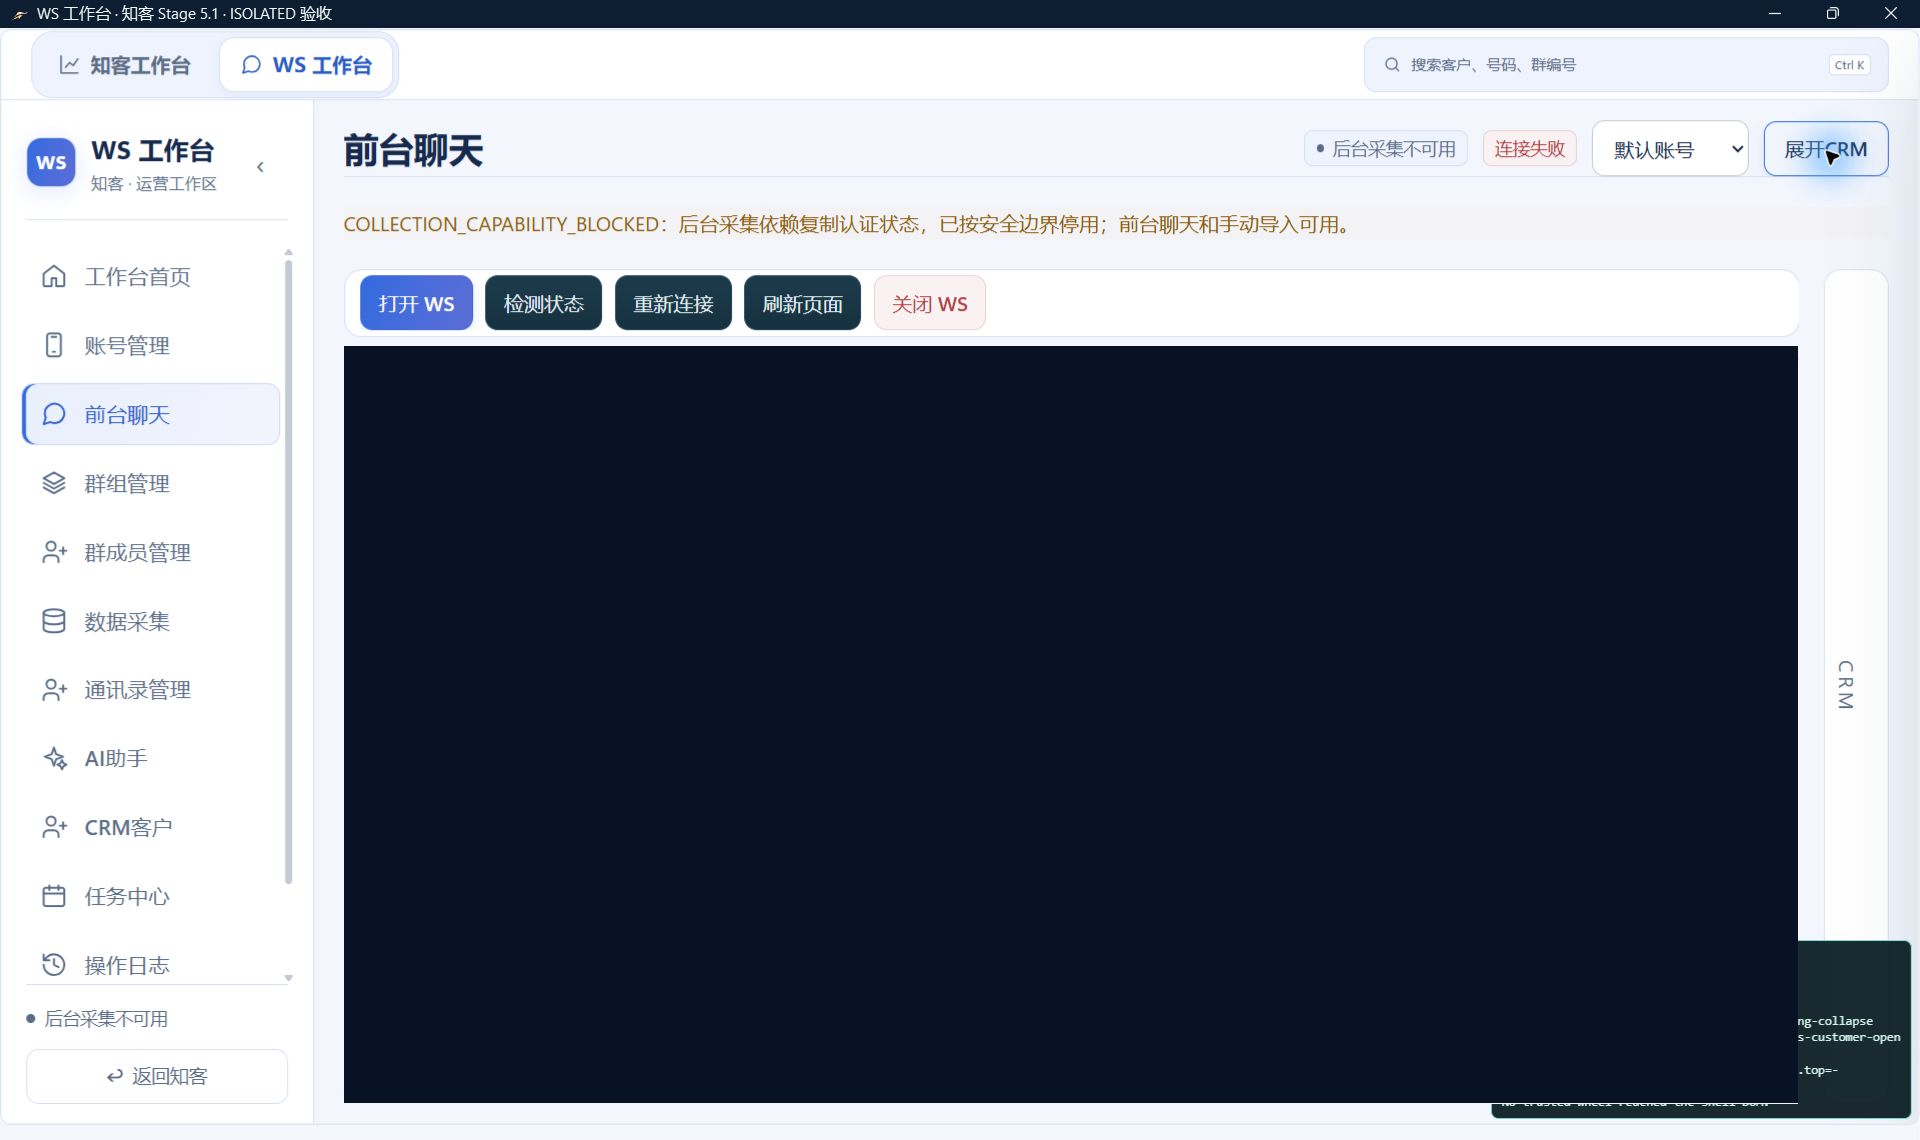 WS 工作台 · 知客 Stage 5.1 · ISOLATED 验收
知客工作台
WS 工作台
搜索客户、号码、群编号
Ctrl K
WS
WS 工作台
知客 · 运营工作区
工作台首页
账号管理
前台聊天
群组管理
群成员管理
数据采集
通讯录管理
AI助手
CRM客户
任务中心
操作日志
后台采集不可用
返回知客
前台聊天
后台采集不可用
连接失败
默认账号
展开CRM
COLLECTION_CAPABILITY_BLOCKED：后台采集依赖复制认证状态，已按安全边界停用；前台聊天和手动导入可用。
打开 WS
检测状态
重新连接
刷新页面
关闭 WS
CRM
ng-collapse
s-customer-open
.top=-